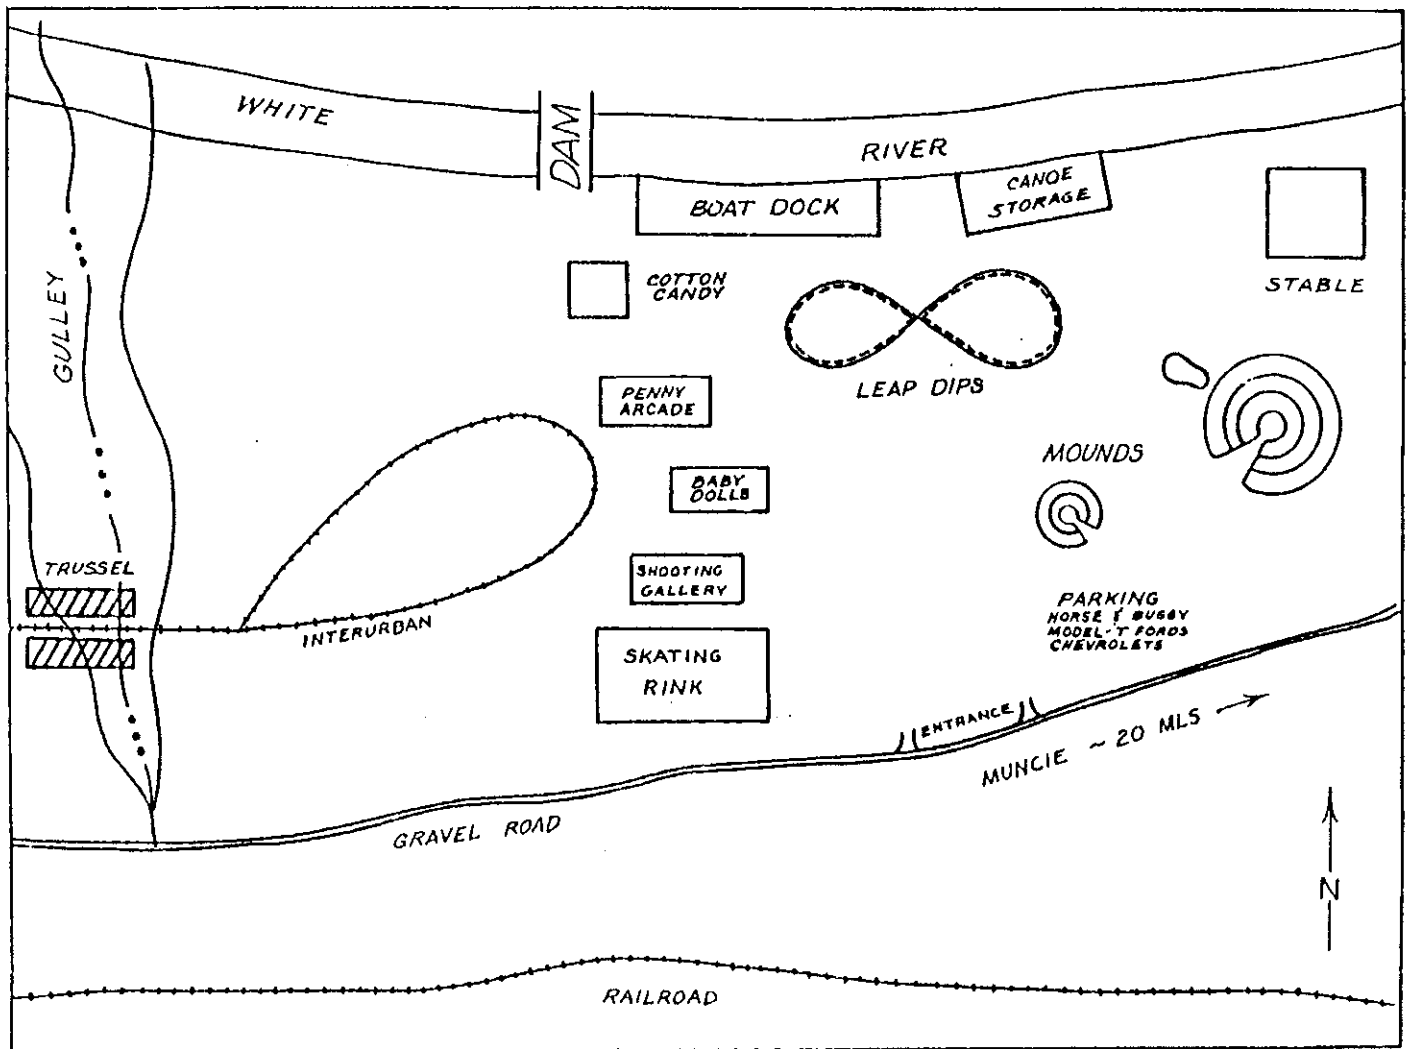 WHITE
DAM
RIVER
BOAT DOCK
CANOE
STORAGE
STABLE
COTTON
CANDY
GULLEY
LEAP DIPS
PENNY
ARCADE
MOUNDS
BABY
DOLLS
TRUSSEL
SHOOTING
GALLERY
INTERURBAN
PARKING
HORSE & BUGGY
MODEL-T FORDS
CHEVROLETS
SKATING
RINK
ENTRANCE
MUNCIE ~ 20 MLS
GRAVEL ROAD
N
RAILROAD